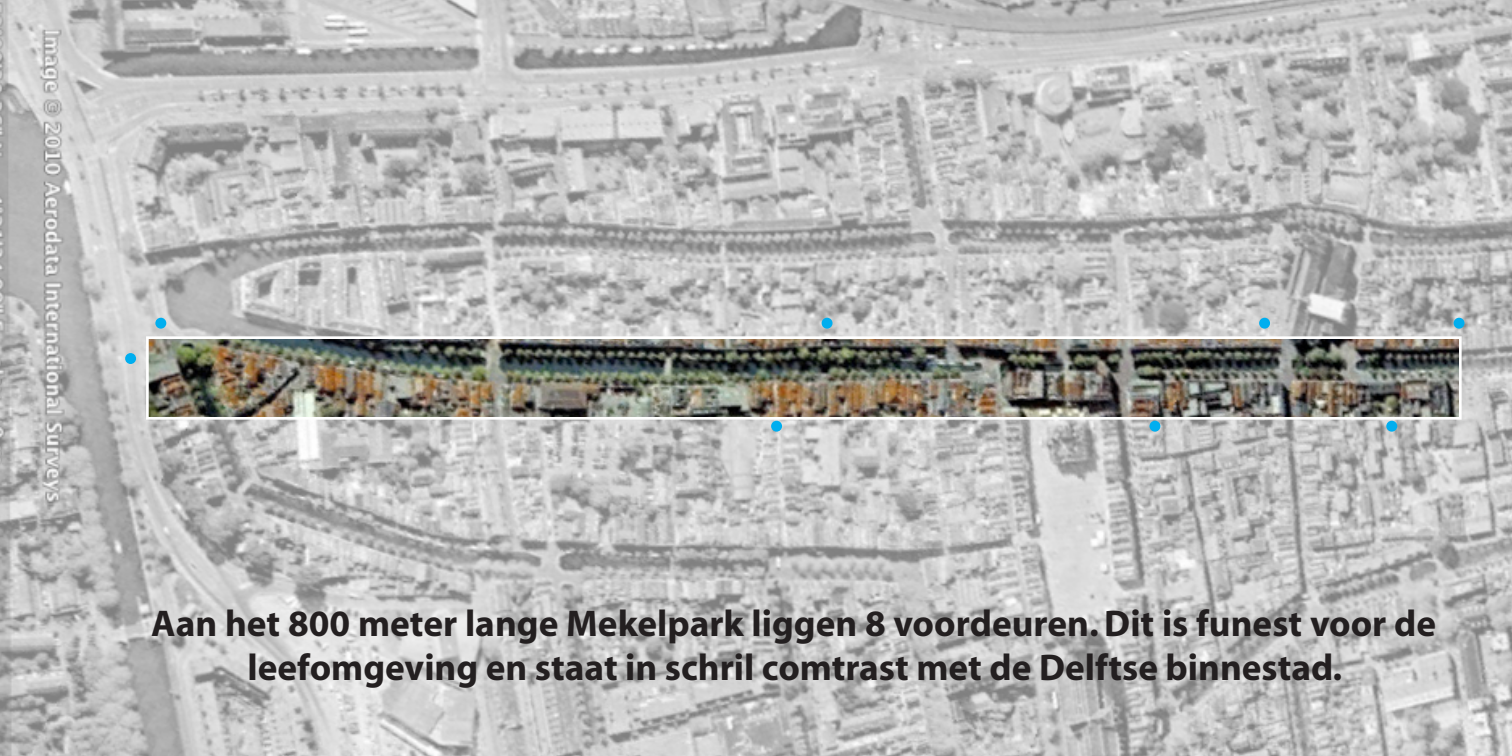 Image © 2010 Aerodata International Surveys
Aan het 800 meter lange Mekelpark liggen 8 voordeuren. Dit is funest voor de
leefomgeving en staat in schril comtrast met de Delftse binnestad.